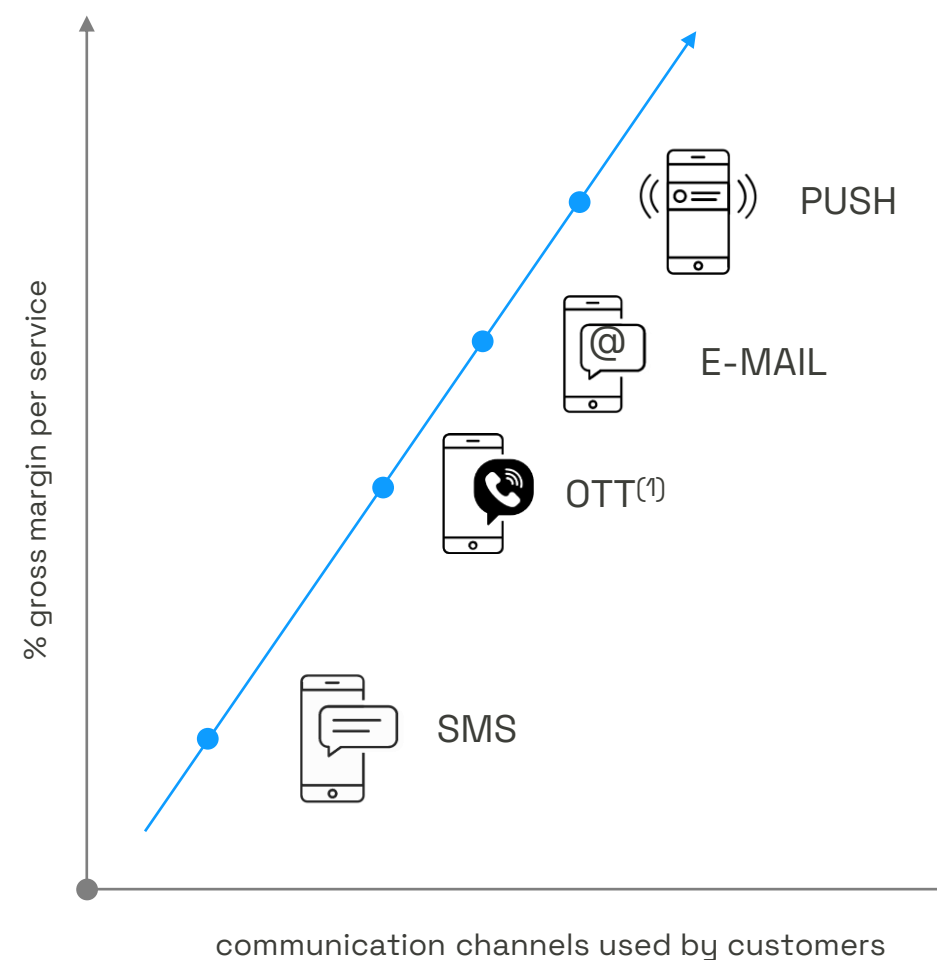 % gross margin per service
PUSH
@
E-MAIL
OTT(1)
SMS
communication channels used by customers